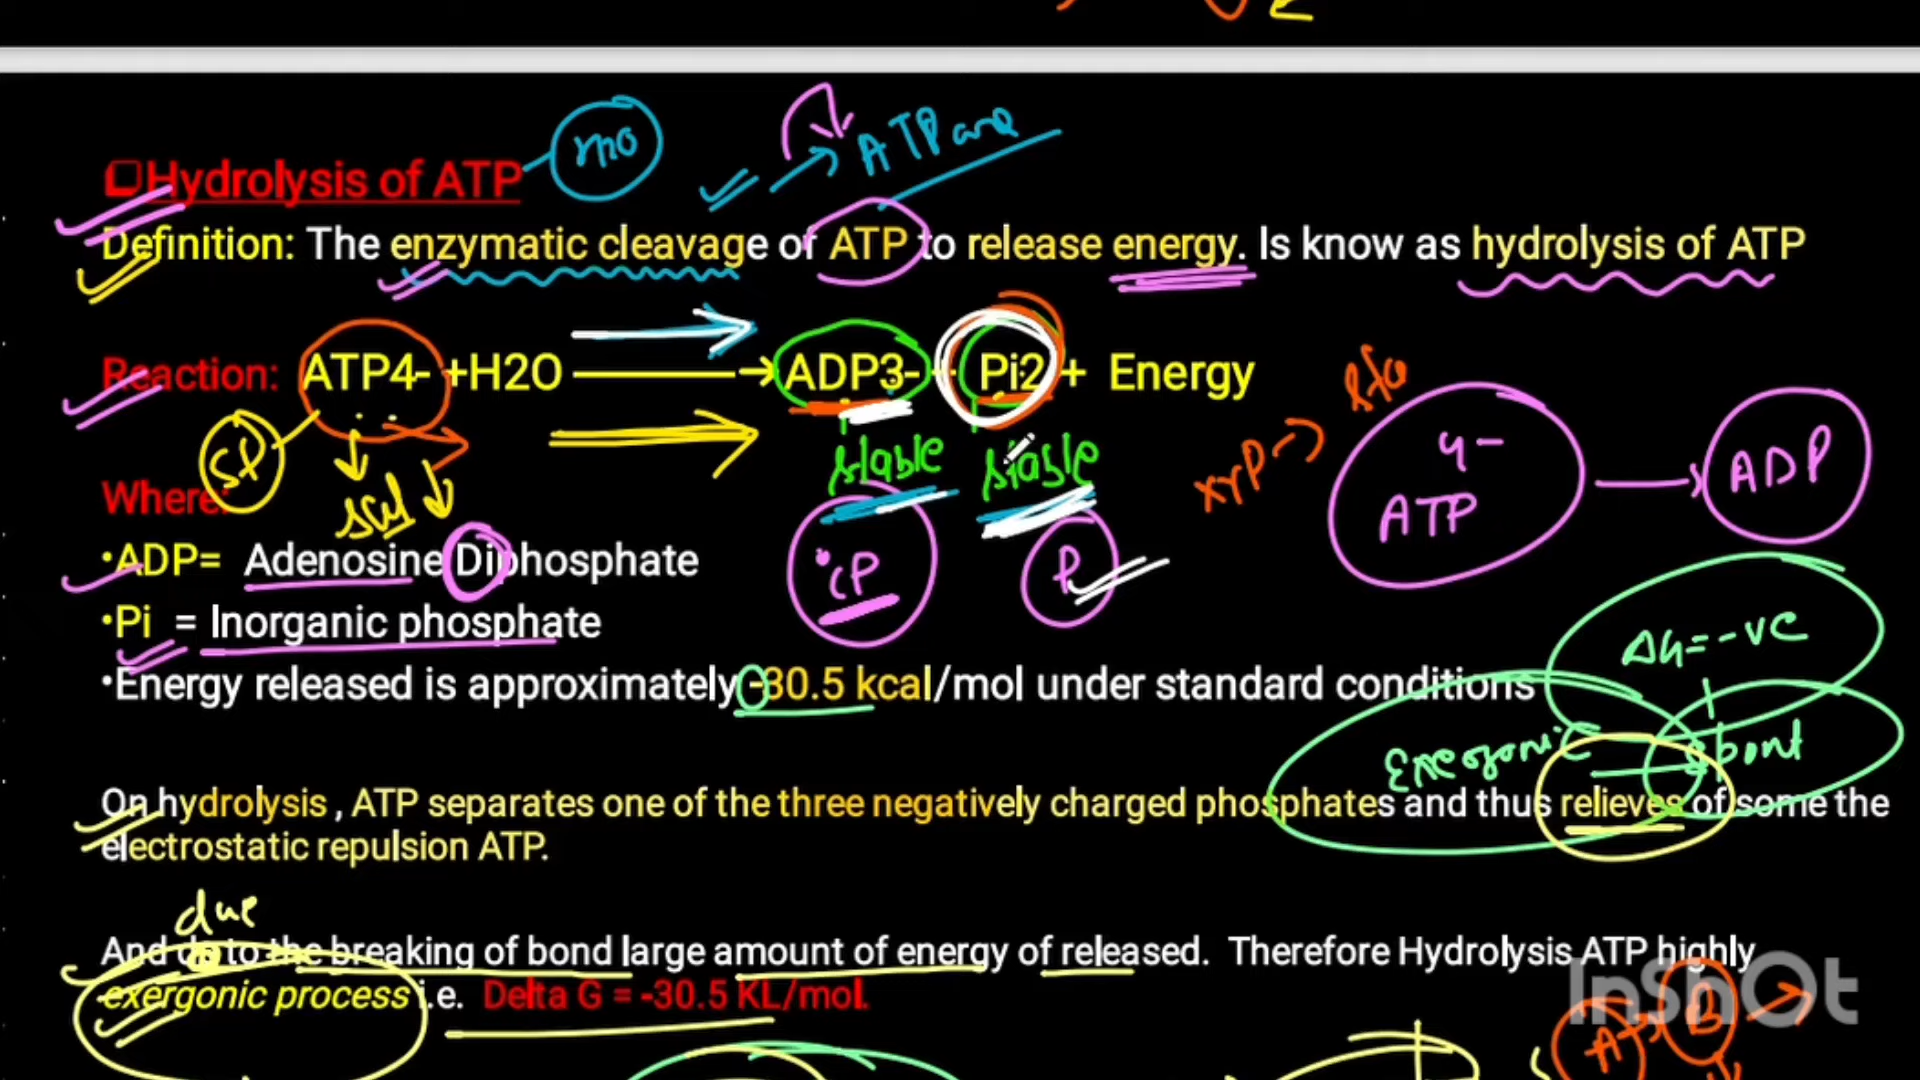 mo
ATPase
❑Hydrolysis of ATP
Definition: The enzymatic cleavage of ATP to release energy. Is know as hydrolysis of ATP
Reaction: ATP4- +H2O → ADP3- + Pi2 + Energy
stable stable
4-
ATP → ADP
Where:
•ADP= Adenosine Diphosphate
P
•Pi = Inorganic phosphate
ΔG=-ve
•Energy released is approximately -30.5 kcal/mol under standard conditions
On hydrolysis , ATP separates one of the three negatively charged phosphates and thus relieves of some the
electrostatic repulsion ATP.
due
And do to the breaking of bond large amount of energy of released. Therefore Hydrolysis ATP highly
exergonic process i.e. Delta G = -30.5 KL/mol.
InShOt
A B